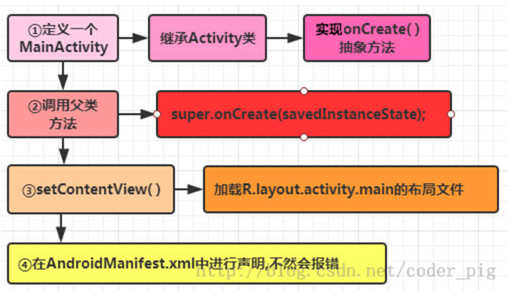 ①定义一个
MainActivity
继承Activity类
实现onCreate()
抽象方法
②调用父类
方法
super.onCreate(savedInstanceState);
③setContentView()
加载R.layout.activity.main的布局文件
④在AndroidManifest.xml中进行声明,不然会报错
http://blog.csdn.net/coder_pig